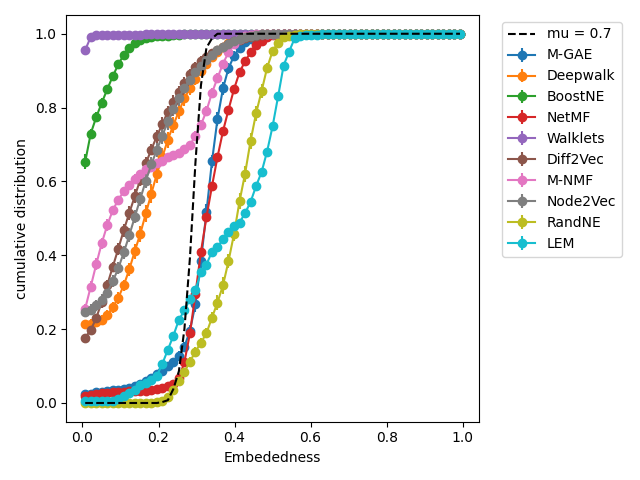 1.0
0.8
0.6
0.4
0.2
0.0
cumulative distribution
0.0 0.2 0.4 0.6 0.8 1.0
Embededness
mu = 0.7
M-GAE
Deepwalk
BoostNE
NetMF
Walklets
Diff2Vec
M-NMF
Node2Vec
RandNE
LEM